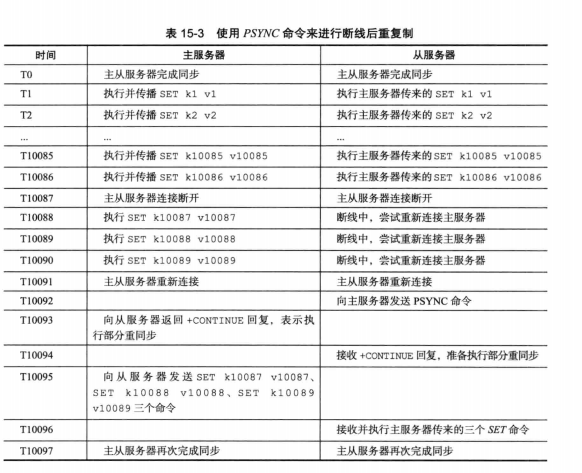 表 15-3 使用 PSYNC 命令来进行断线后重复制
时间 主服务器 从服务器
T0 主从服务器完成同步 主从服务器完成同步
T1 执行并传播 SET k1 v1 执行主服务器传来的 SET k1 v1
T2 执行并传播 SET k2 v2 执行主服务器传来的 SET k2 v2
... ... ...
T10085 执行并传播 SET k10085 v10085 执行主服务器传来的 SET k10085 v10085
T10086 执行并传播 SET k10086 v10086 执行主服务器传来的 SET k10086 v10086
T10087 主从服务器连接断开 主从服务器连接断开
T10088 执行 SET k10087 v10087 断线中，尝试重新连接主服务器
T10089 执行 SET k10088 v10088 断线中，尝试重新连接主服务器
T10090 执行 SET k10089 v10089 断线中，尝试重新连接主服务器
T10091 主从服务器重新连接 主从服务器重新连接
T10092 向主服务器发送 PSYNC 命令
T10093 向从服务器返回 +CONTINUE 回复，表示执
行部分重同步
T10094 接收 +CONTINUE 回复，准备执行部分重同步
T10095 向从服务器发送 SET k10087 v10087、
SET k10088 v10088、SET k10089
v10089 三个命令
T10096 接收并执行主服务器传来的三个 SET 命令
T10097 主从服务器再次完成同步 主从服务器再次完成同步